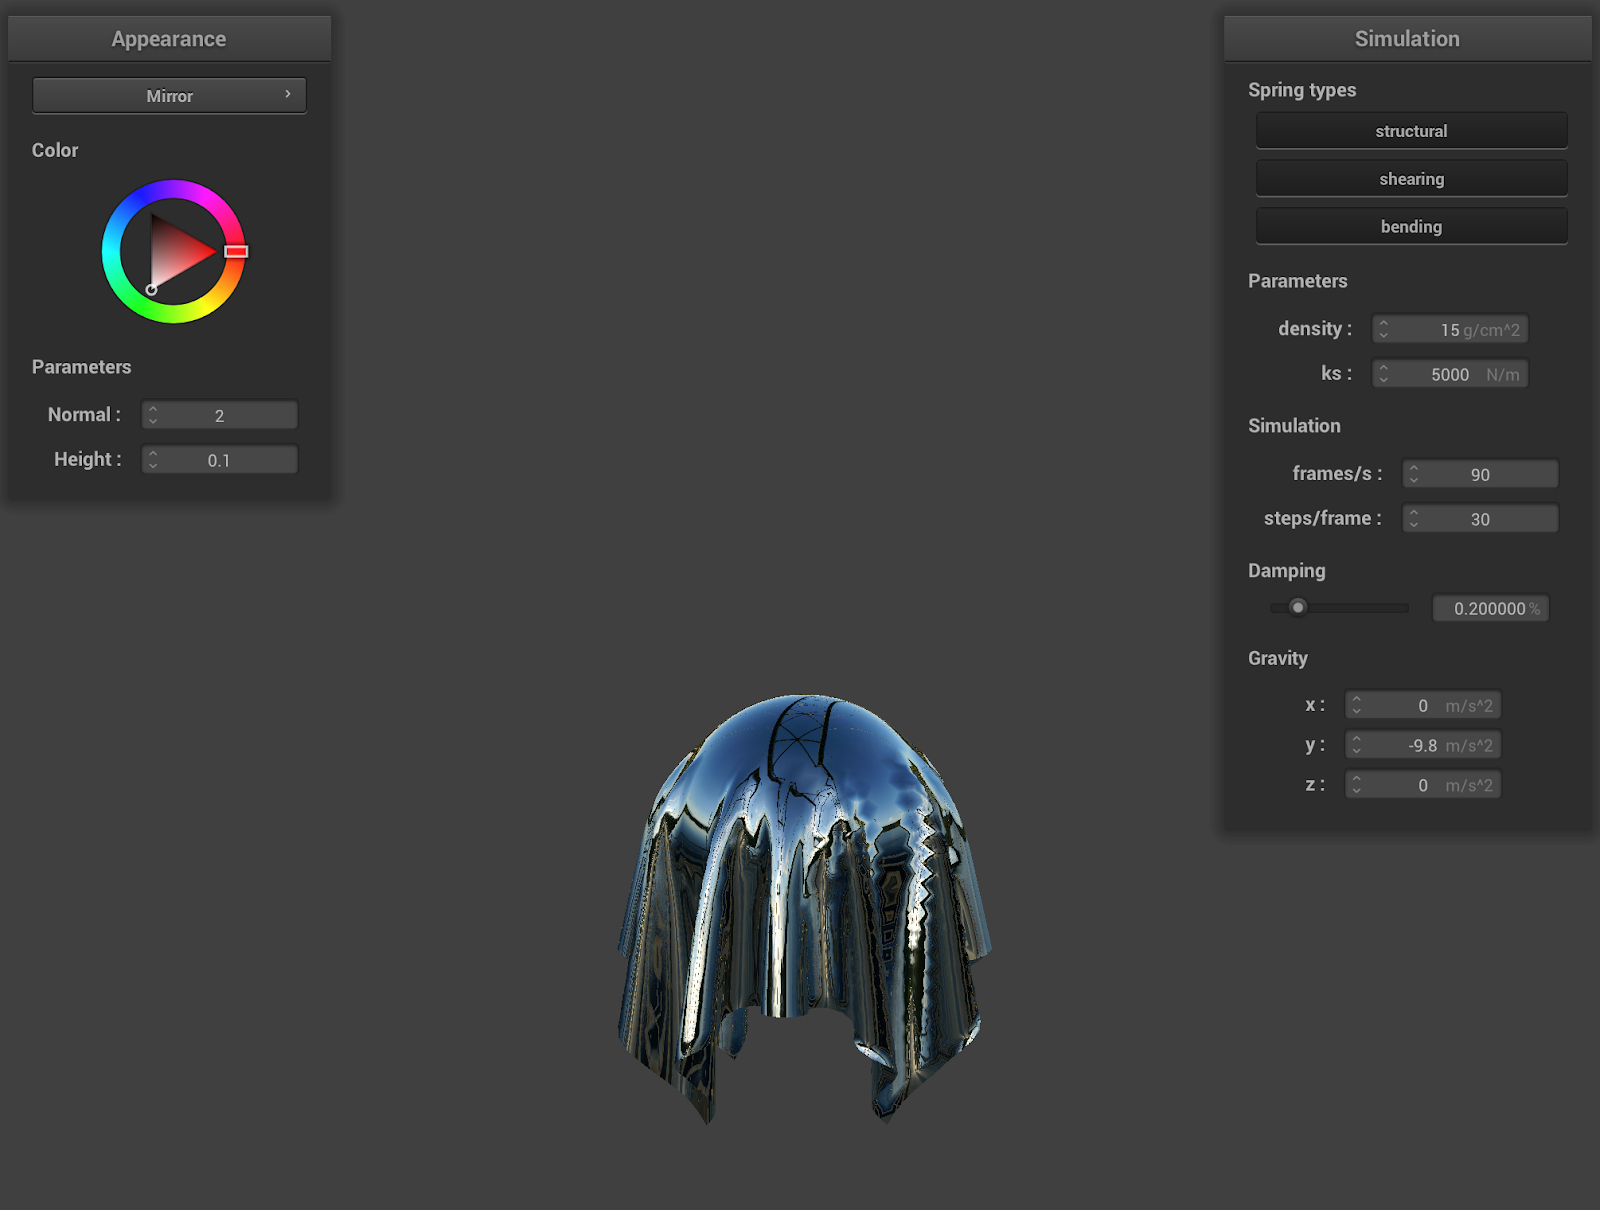 Appearance
Mirror
Color
Parameters
Normal : 2
Height : 0.1
Simulation
Spring types
structural
shearing
bending
Parameters
density : 15 g/cm^2
ks : 5000 N/m
Simulation
frames/s : 90
steps/frame : 30
Damping
0.200000 %
Gravity
x : 0 m/s^2
y : -9.8 m/s^2
z : 0 m/s^2